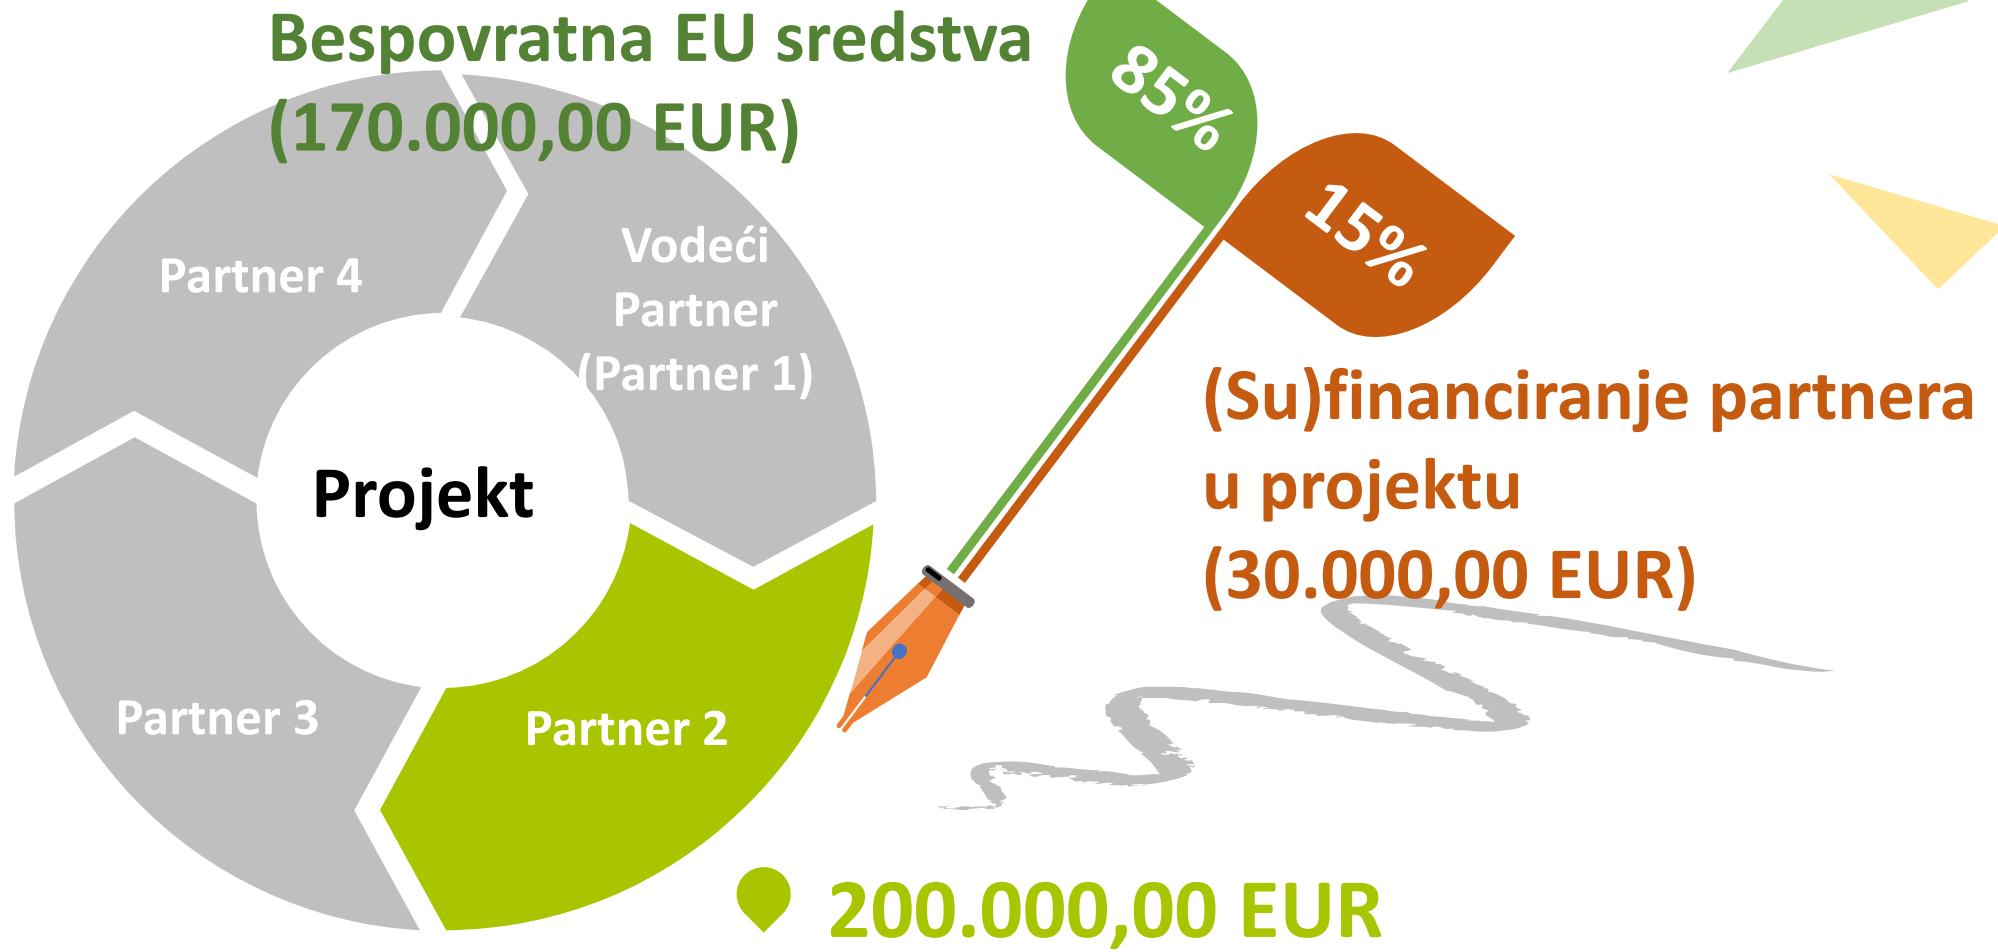 Bespovratna EU sredstva
(170.000,00 EUR)
85%
15%
Partner 4
Vodeći
Partner
(Partner 1)
(Su)financiranje partnera
u projektu
(30.000,00 EUR)
Projekt
Partner 3
Partner 2
200.000,00 EUR